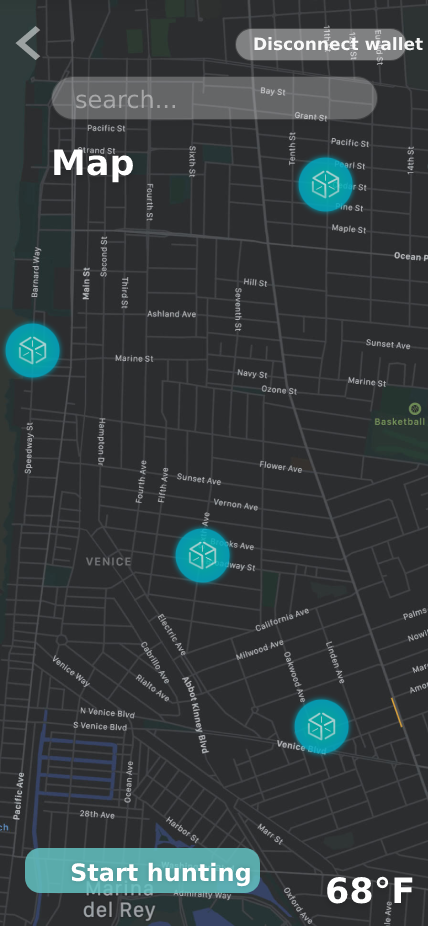 Disconnect wallet
search...
Bay St
Grant St
Pacific St
Pacific St
Strand St
Map
Sixth St
Tenth St
14th St
Pearl St
Fourth St
Pine St
Maple St
Second St
Ocean P
Barnard Way
Main St
Third St
Hill St
Seventh St
Ashland Ave
Sunset Ave
Marine St
Navy St
Marine St
Ozone St
Basketball
Speedway St
Hampton Dr
Fourth Ave
Fifth Ave
Flower Ave
Sunset Ave
Vernon Ave
VENICE
California Ave
Electric Ave
Milwood Ave
Linden Ave
Cabrillo Ave
Oakwood Ave
Palms
Venice Way
Rialto Ave
Abbot Kinney Blvd
N Venice Blvd
S Venice Blvd
Venice Blvd
Pacific Ave
Ocean Ave
28th Ave
Harbor St
Marr St
Start hunting
Marina
del Rey
Admiralty Way
Oxford Ave
68°F